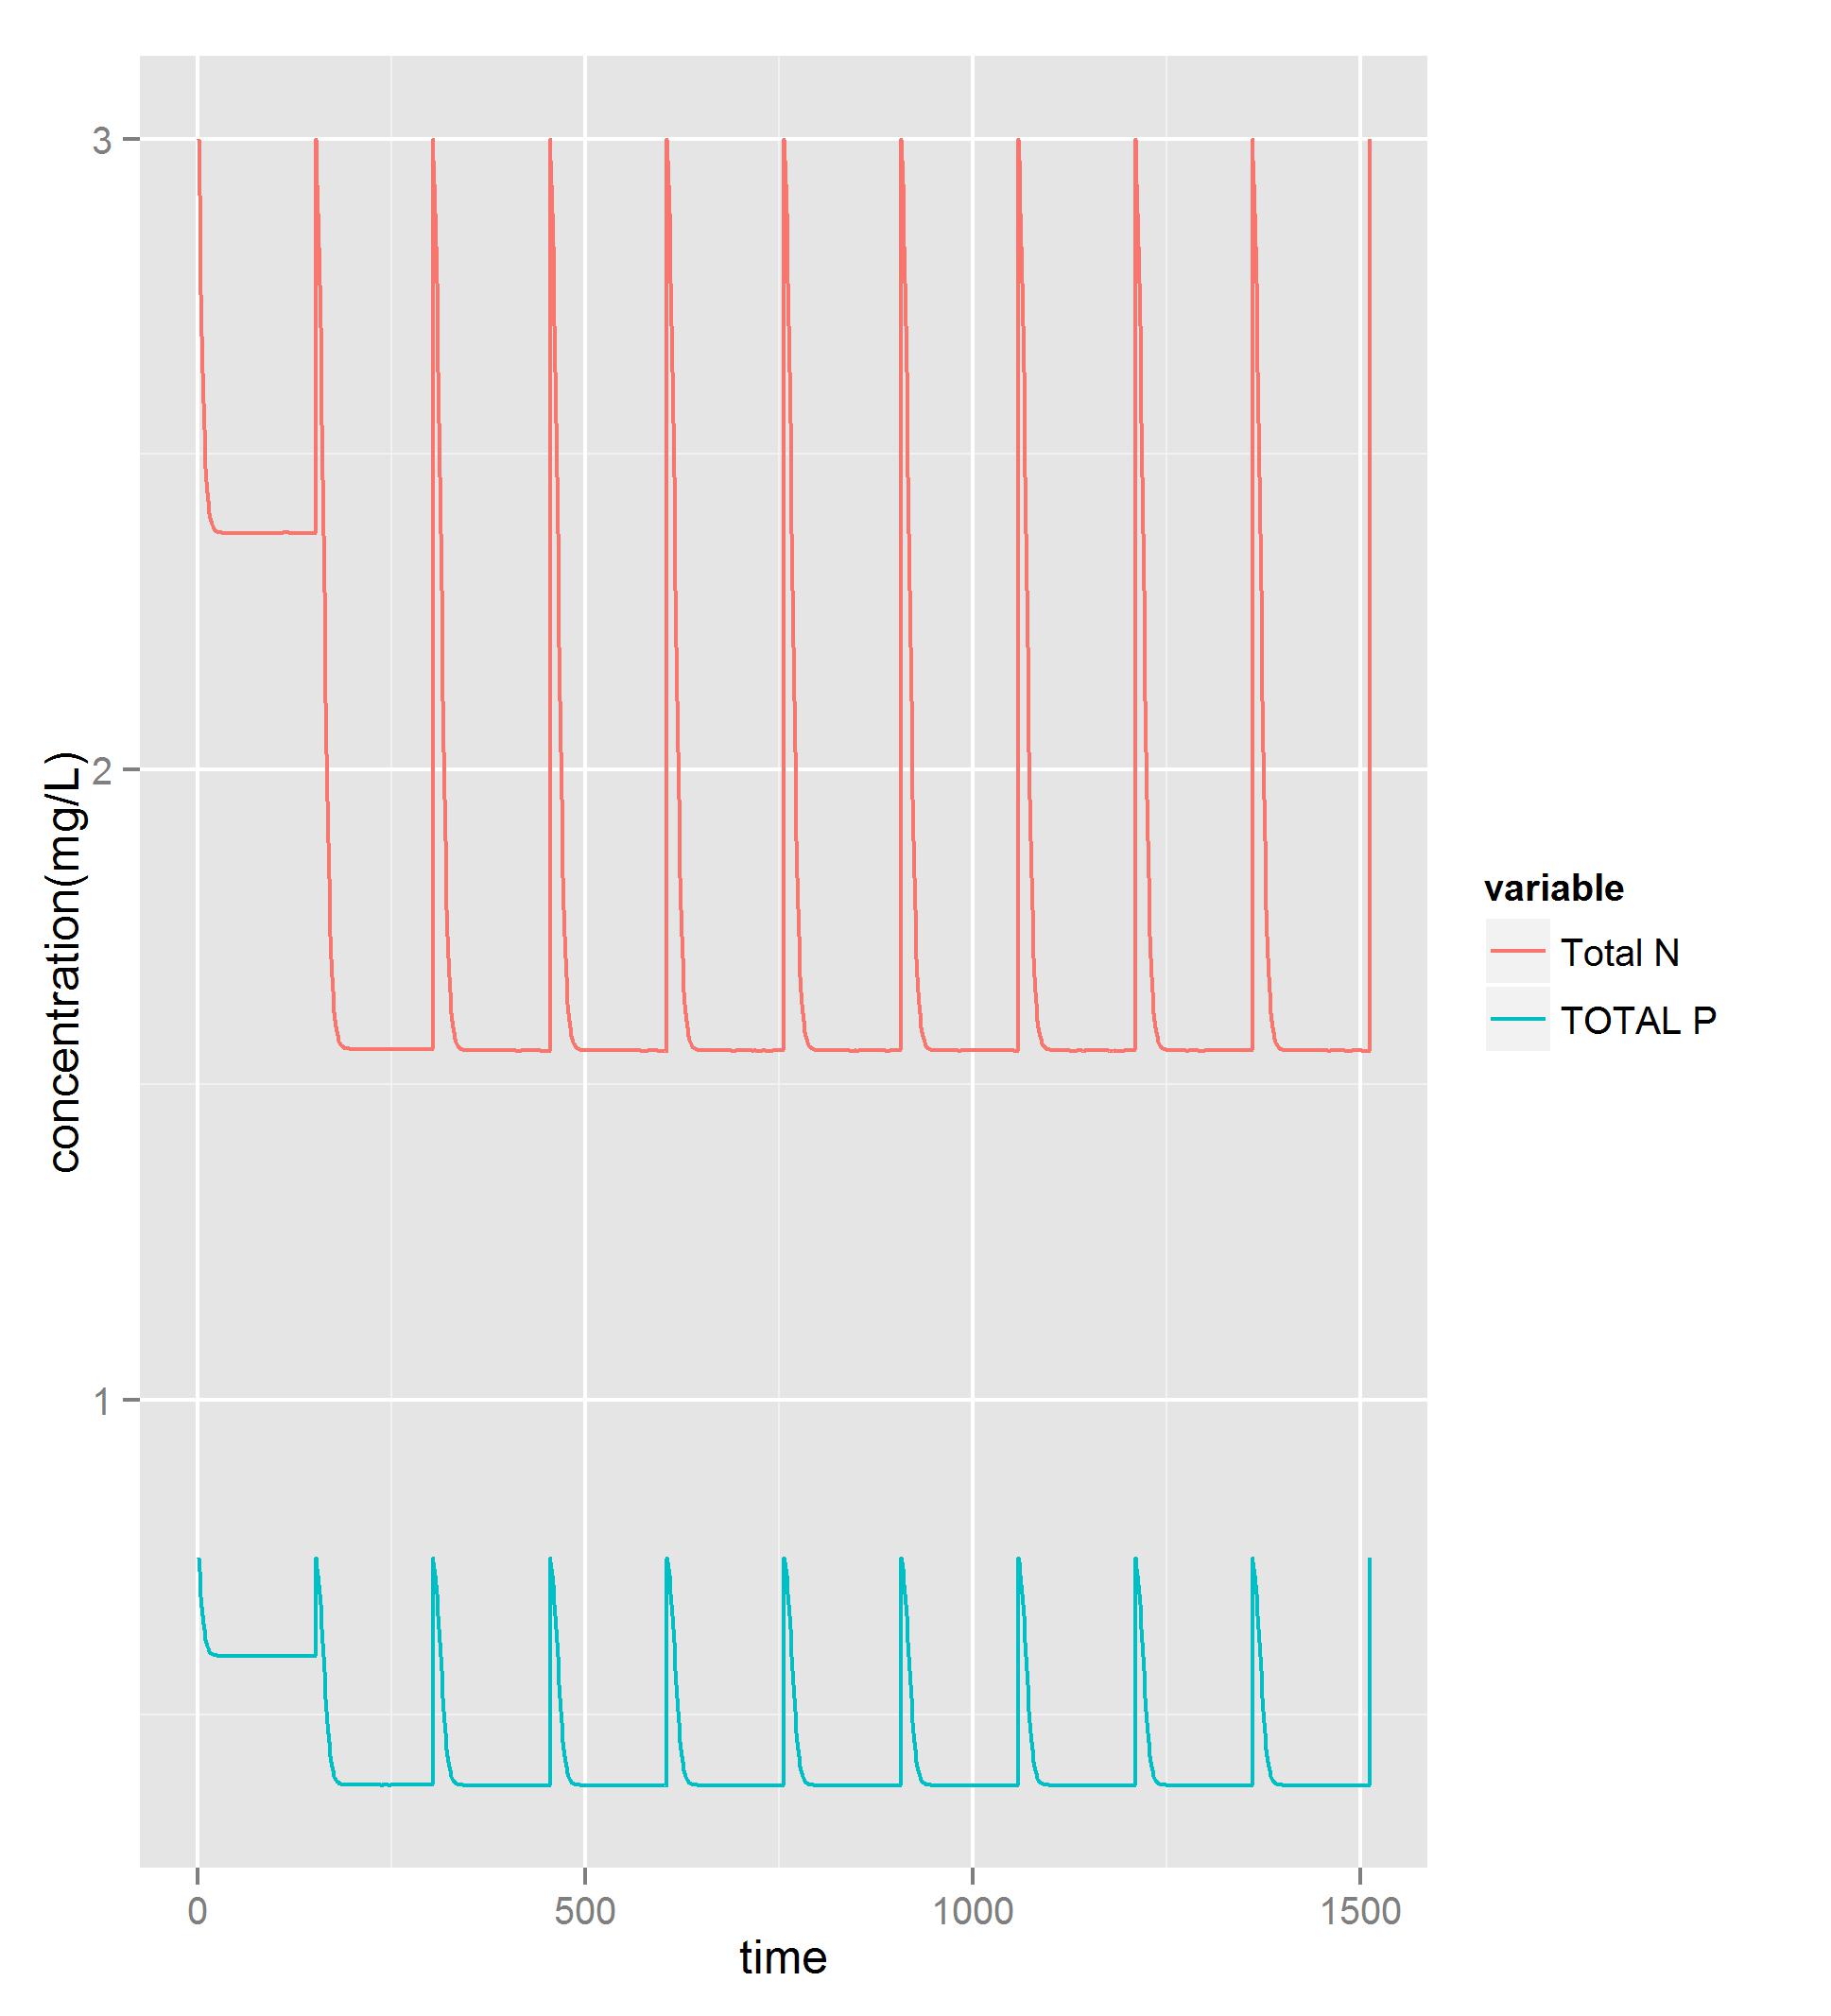 concentration(mg/L)
3
2
1
0
500
1000
1500
time
variable
Total N
TOTAL P